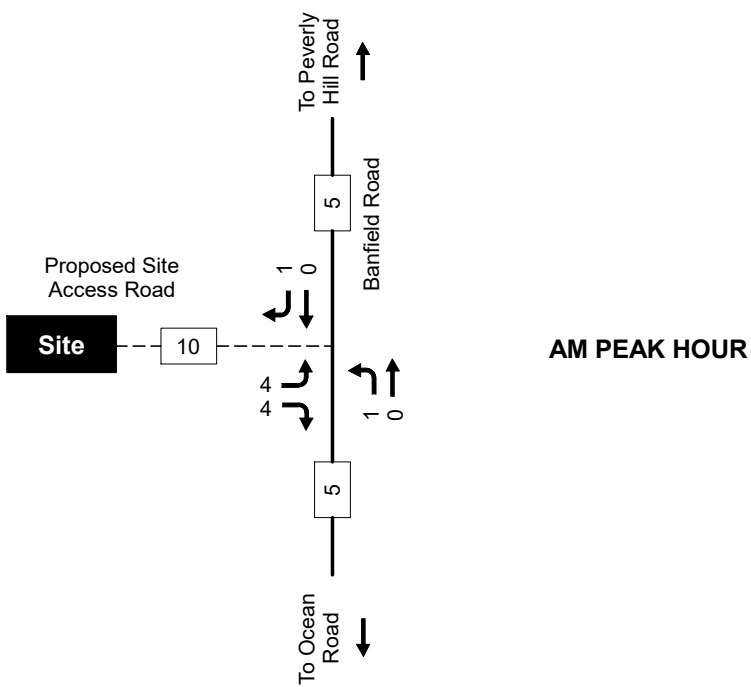 To Peverly
Hill Road
5
Banfield Road
1
0
Proposed Site
Access Road
Site
10
AM PEAK HOUR
4
4
1
0
5
To Ocean
Road